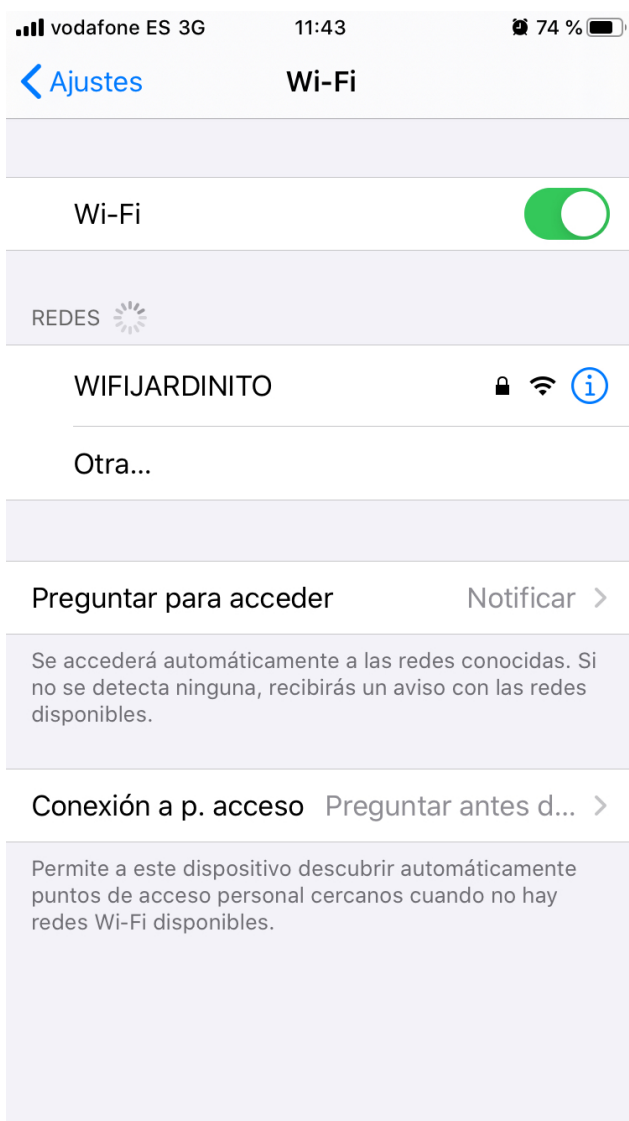 vodafone ES 3G 11:43 74 %
Ajustes Wi-Fi
Wi-Fi
REDES
WIFIJARDINITO
Otra...
Preguntar para acceder Notificar
Se accederá automáticamente a las redes conocidas. Si
no se detecta ninguna, recibirás un aviso con las redes
disponibles.
Conexión a p. acceso Preguntar antes d...
Permite a este dispositivo descubrir automáticamente
puntos de acceso personal cercanos cuando no hay
redes Wi-Fi disponibles.